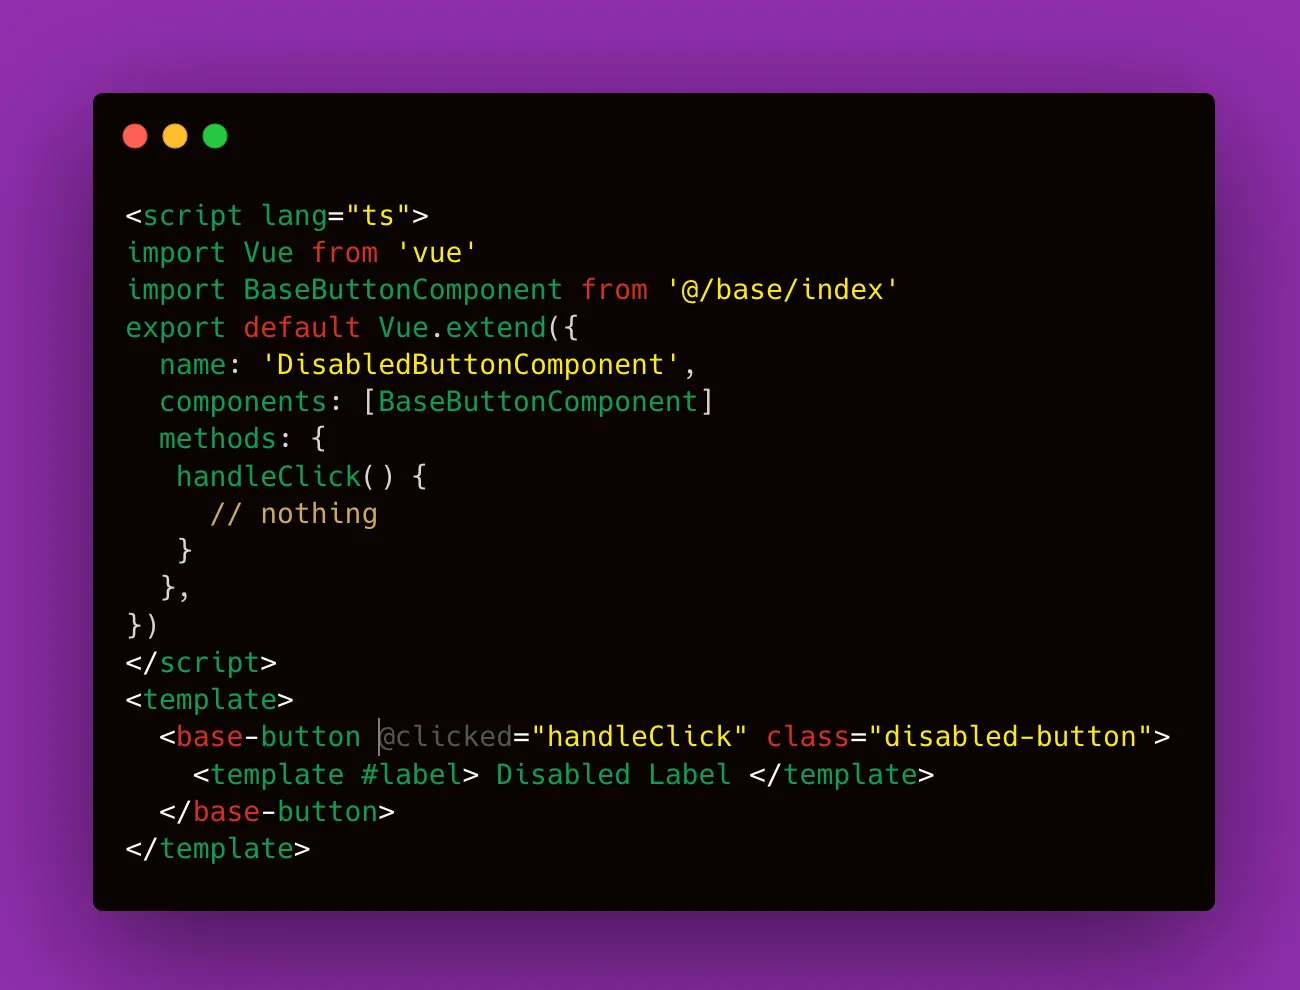 <script lang="ts">
import Vue from 'vue'
import BaseButtonComponent from '@/base/index'
export default Vue.extend({
  name: 'DisabledButtonComponent',
  components: [BaseButtonComponent]
  methods: {
   handleClick() {
     // nothing
   }
  },
})
</script>
<template>
  <base-button @clicked="handleClick" class="disabled-button">
    <template #label> Disabled Label </template>
  </base-button>
</template>